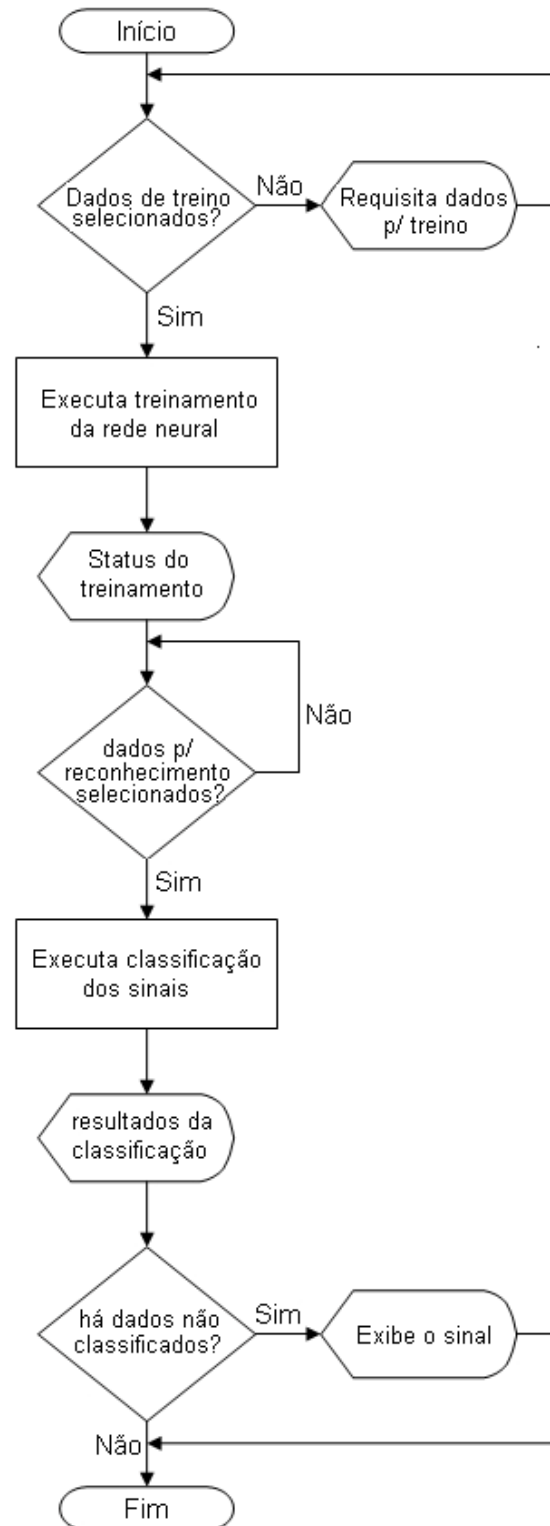 Início
Dados de treino
selecionados?
Não
Requisita dados
p/ treino
Sim
Executa treinamento
da rede neural
Status do
treinamento
Não
dados p/
reconhecimento
selecionados?
Sim
Executa classificação
dos sinais
resultados da
classificação
há dados não
classificados?
Sim
Exibe o sinal
Não
Fim